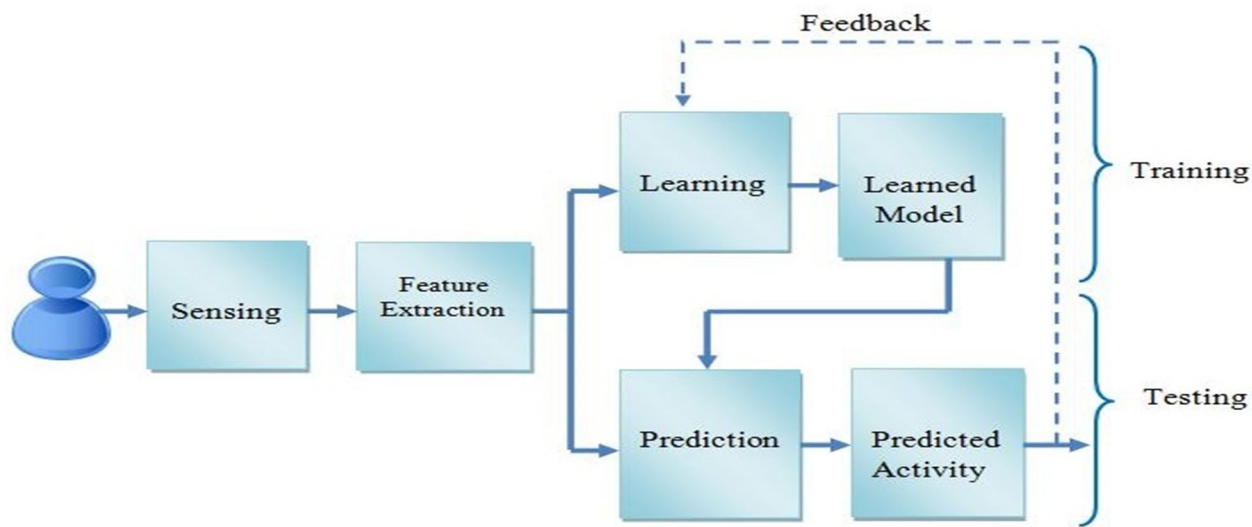 Feedback
Learning
Learned
Model
Training
Sensing
Feature
Extraction
Prediction
Predicted
Activity
Testing